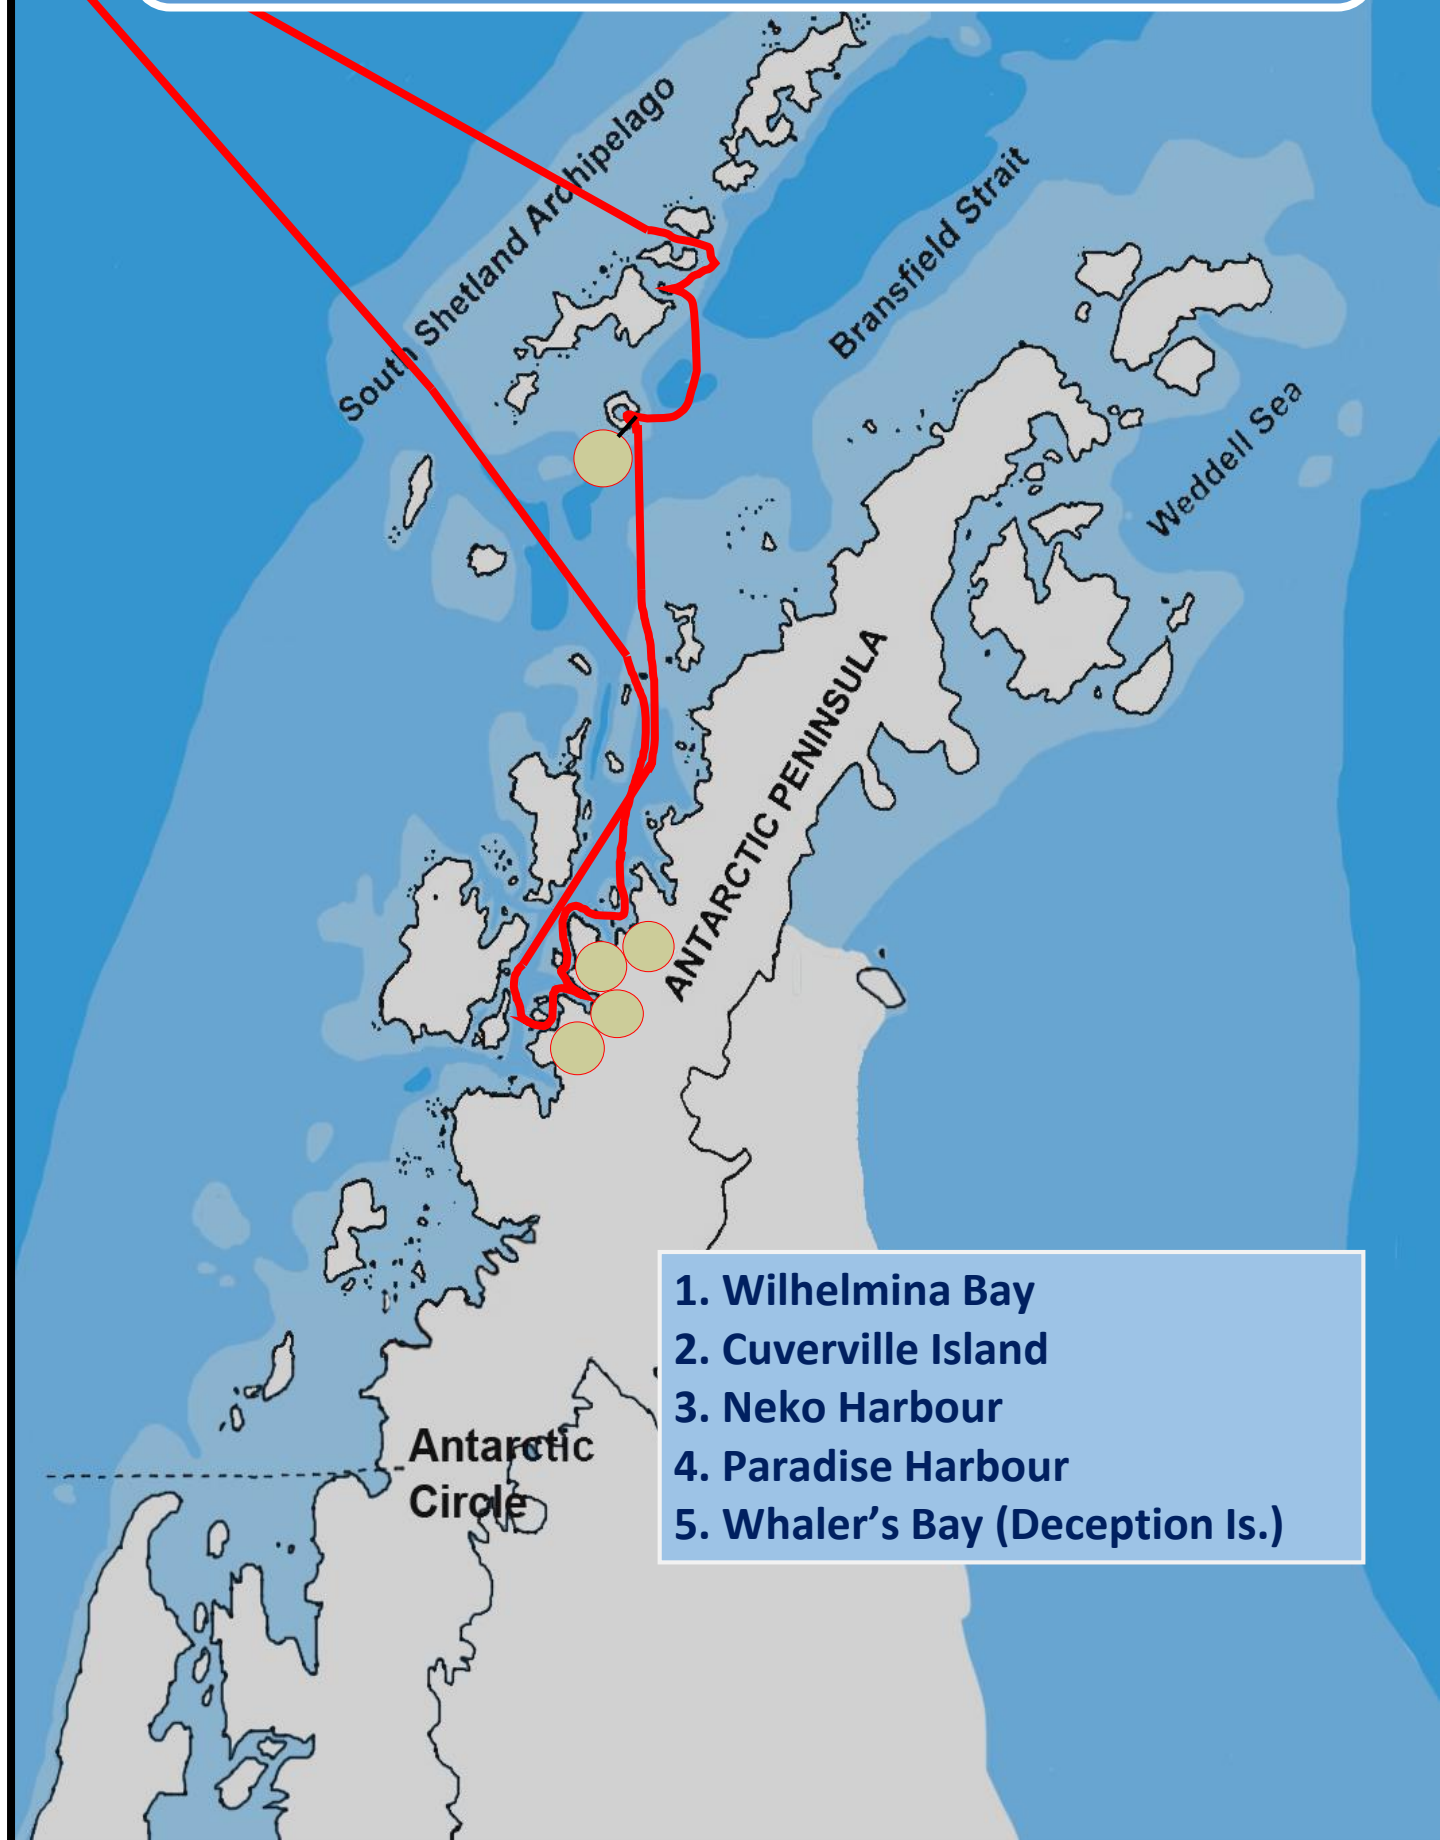 South Shetland Archipelago
Bransfield Strait
Weddell Sea
ANTARCTIC PENINSULA
1. Wilhelmina Bay
2. Cuverville Island
3. Neko Harbour
4. Paradise Harbour
5. Whaler’s Bay (Deception Is.)
Antarctic
Circle